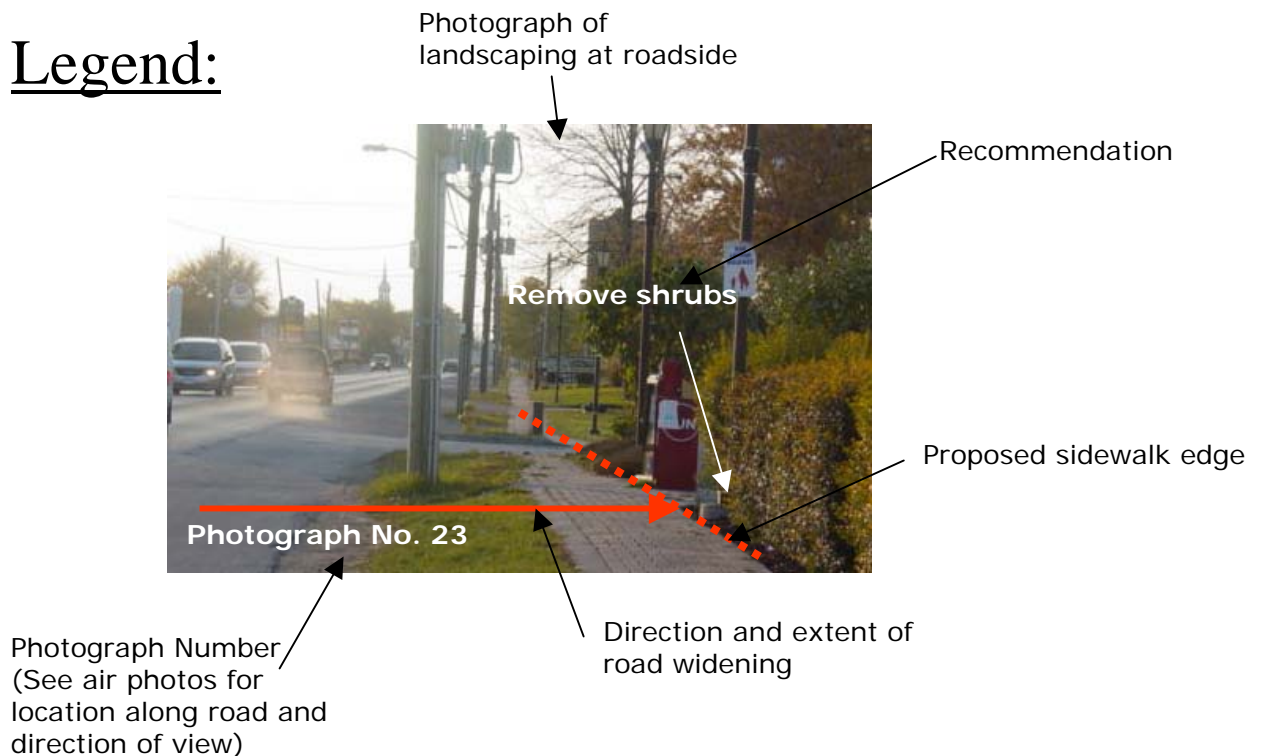 Legend:
Photograph of
landscaping at roadside
Recommendation
Remove shrubs
UN
Proposed sidewalk edge
Photograph No. 23
Direction and extent of
road widening
Photograph Number
(See air photos for
location along road and
direction of view)